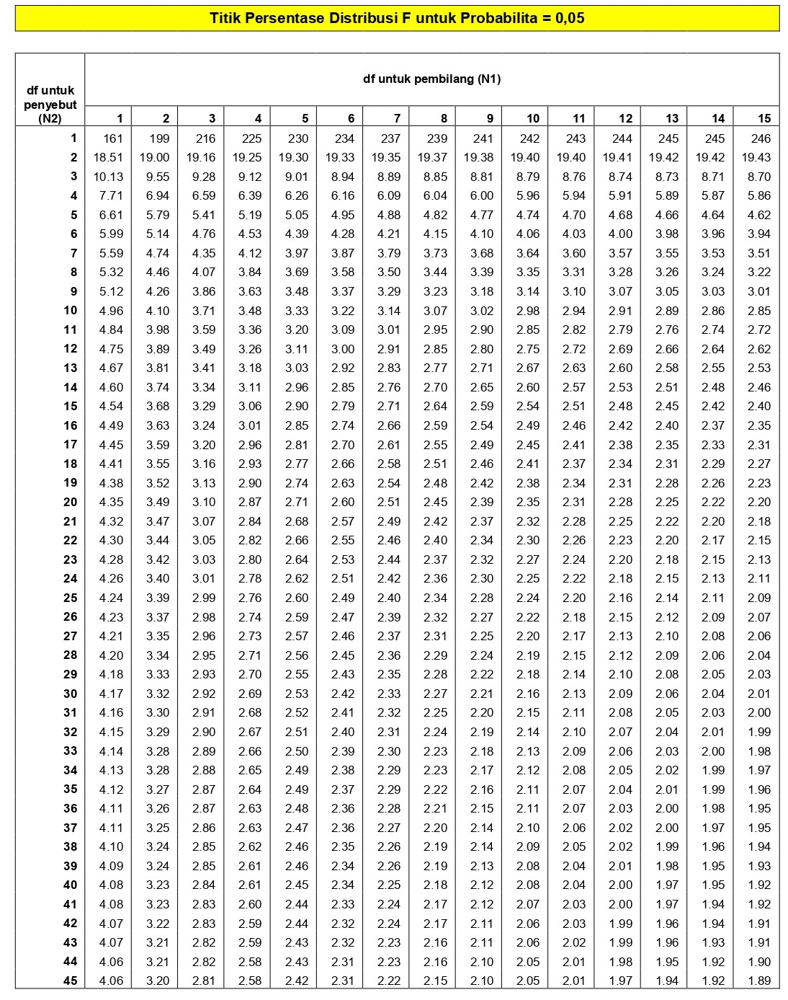 Titik Persentase Distribusi F untuk Probabilita = 0,05
df untuk penyebut (N2)
df untuk pembilang (N1)
1 2 3 4 5 6 7 8 9 10 11 12 13 14 15
1 161 199 216 225 230 234 237 239 241 242 243 244 245 245 246
2 18.51 19.00 19.16 19.25 19.30 19.33 19.35 19.37 19.38 19.40 19.40 19.41 19.42 19.42 19.43
3 10.13 9.55 9.28 9.12 9.01 8.94 8.89 8.85 8.81 8.79 8.76 8.74 8.73 8.71 8.70
4 7.71 6.94 6.59 6.39 6.26 6.16 6.09 6.04 6.00 5.96 5.94 5.91 5.89 5.87 5.86
5 6.61 5.79 5.41 5.19 5.05 4.95 4.88 4.82 4.77 4.74 4.70 4.68 4.66 4.64 4.62
6 5.99 5.14 4.76 4.53 4.39 4.28 4.21 4.15 4.10 4.06 4.03 4.00 3.98 3.96 3.94
7 5.59 4.74 4.35 4.12 3.97 3.87 3.79 3.73 3.68 3.64 3.60 3.57 3.55 3.53 3.51
8 5.32 4.46 4.07 3.84 3.69 3.58 3.50 3.44 3.39 3.35 3.31 3.28 3.26 3.24 3.22
9 5.12 4.26 3.86 3.63 3.48 3.37 3.29 3.23 3.18 3.14 3.10 3.07 3.05 3.03 3.01
10 4.96 4.10 3.71 3.48 3.33 3.22 3.14 3.07 3.02 2.98 2.94 2.91 2.89 2.86 2.85
11 4.84 3.98 3.59 3.36 3.20 3.09 3.01 2.95 2.90 2.85 2.82 2.79 2.76 2.74 2.72
12 4.75 3.89 3.49 3.26 3.11 3.00 2.91 2.85 2.80 2.75 2.72 2.69 2.66 2.64 2.62
13 4.67 3.81 3.41 3.18 3.03 2.92 2.83 2.77 2.71 2.67 2.63 2.60 2.58 2.55 2.53
14 4.60 3.74 3.34 3.11 2.96 2.85 2.76 2.70 2.65 2.60 2.57 2.53 2.51 2.48 2.46
15 4.54 3.68 3.29 3.06 2.90 2.79 2.71 2.64 2.59 2.54 2.51 2.48 2.45 2.42 2.40
16 4.49 3.63 3.24 3.01 2.85 2.74 2.66 2.59 2.54 2.49 2.46 2.42 2.40 2.37 2.35
17 4.45 3.59 3.20 2.96 2.81 2.70 2.61 2.55 2.49 2.45 2.41 2.38 2.35 2.33 2.31
18 4.41 3.55 3.16 2.93 2.77 2.66 2.58 2.51 2.46 2.41 2.37 2.34 2.31 2.29 2.27
19 4.38 3.52 3.13 2.90 2.74 2.63 2.54 2.48 2.42 2.38 2.34 2.31 2.28 2.26 2.23
20 4.35 3.49 3.10 2.87 2.71 2.60 2.51 2.45 2.39 2.35 2.31 2.28 2.25 2.22 2.20
21 4.32 3.47 3.07 2.84 2.68 2.57 2.49 2.42 2.37 2.32 2.28 2.25 2.22 2.20 2.18
22 4.30 3.44 3.05 2.82 2.66 2.55 2.46 2.40 2.34 2.30 2.26 2.23 2.20 2.17 2.15
23 4.28 3.42 3.03 2.80 2.64 2.53 2.44 2.37 2.32 2.27 2.24 2.20 2.18 2.15 2.13
24 4.26 3.40 3.01 2.78 2.62 2.51 2.42 2.36 2.30 2.25 2.22 2.18 2.15 2.13 2.11
25 4.24 3.39 2.99 2.76 2.60 2.49 2.40 2.34 2.28 2.24 2.20 2.16 2.14 2.11 2.09
26 4.23 3.37 2.98 2.74 2.59 2.47 2.39 2.32 2.27 2.22 2.18 2.15 2.12 2.09 2.07
27 4.21 3.35 2.96 2.73 2.57 2.46 2.37 2.31 2.25 2.20 2.17 2.13 2.10 2.08 2.06
28 4.20 3.34 2.95 2.71 2.56 2.45 2.36 2.29 2.24 2.19 2.15 2.12 2.09 2.06 2.04
29 4.18 3.33 2.93 2.70 2.55 2.43 2.35 2.28 2.22 2.18 2.14 2.10 2.08 2.05 2.03
30 4.17 3.32 2.92 2.69 2.53 2.42 2.33 2.27 2.21 2.16 2.13 2.09 2.06 2.04 2.01
31 4.16 3.30 2.91 2.68 2.52 2.41 2.32 2.25 2.20 2.15 2.11 2.08 2.05 2.03 2.00
32 4.15 3.29 2.90 2.67 2.51 2.40 2.31 2.24 2.19 2.14 2.10 2.07 2.04 2.01 1.99
33 4.14 3.28 2.89 2.66 2.50 2.39 2.30 2.23 2.18 2.13 2.09 2.06 2.03 2.00 1.98
34 4.13 3.28 2.88 2.65 2.49 2.38 2.29 2.23 2.17 2.12 2.08 2.05 2.02 1.99 1.97
35 4.12 3.27 2.87 2.64 2.49 2.37 2.29 2.22 2.16 2.11 2.07 2.04 2.01 1.99 1.96
36 4.11 3.26 2.87 2.63 2.48 2.36 2.28 2.21 2.15 2.11 2.07 2.03 2.00 1.98 1.95
37 4.11 3.25 2.86 2.63 2.47 2.36 2.27 2.20 2.14 2.10 2.06 2.02 2.00 1.97 1.95
38 4.10 3.24 2.85 2.62 2.46 2.35 2.26 2.19 2.14 2.09 2.05 2.02 1.99 1.96 1.94
39 4.09 3.24 2.85 2.61 2.46 2.34 2.26 2.19 2.13 2.08 2.04 2.01 1.98 1.95 1.93
40 4.08 3.23 2.84 2.61 2.45 2.34 2.25 2.18 2.12 2.08 2.04 2.00 1.97 1.95 1.92
41 4.08 3.23 2.83 2.60 2.44 2.33 2.24 2.17 2.12 2.07 2.03 2.00 1.97 1.94 1.92
42 4.07 3.22 2.83 2.59 2.44 2.32 2.24 2.17 2.11 2.06 2.03 1.99 1.96 1.94 1.91
43 4.07 3.21 2.82 2.59 2.43 2.32 2.23 2.16 2.11 2.06 2.02 1.99 1.96 1.93 1.91
44 4.06 3.21 2.82 2.58 2.43 2.31 2.23 2.16 2.10 2.05 2.01 1.98 1.95 1.92 1.90
45 4.06 3.20 2.81 2.58 2.42 2.31 2.22 2.15 2.10 2.05 2.01 1.97 1.94 1.92 1.89